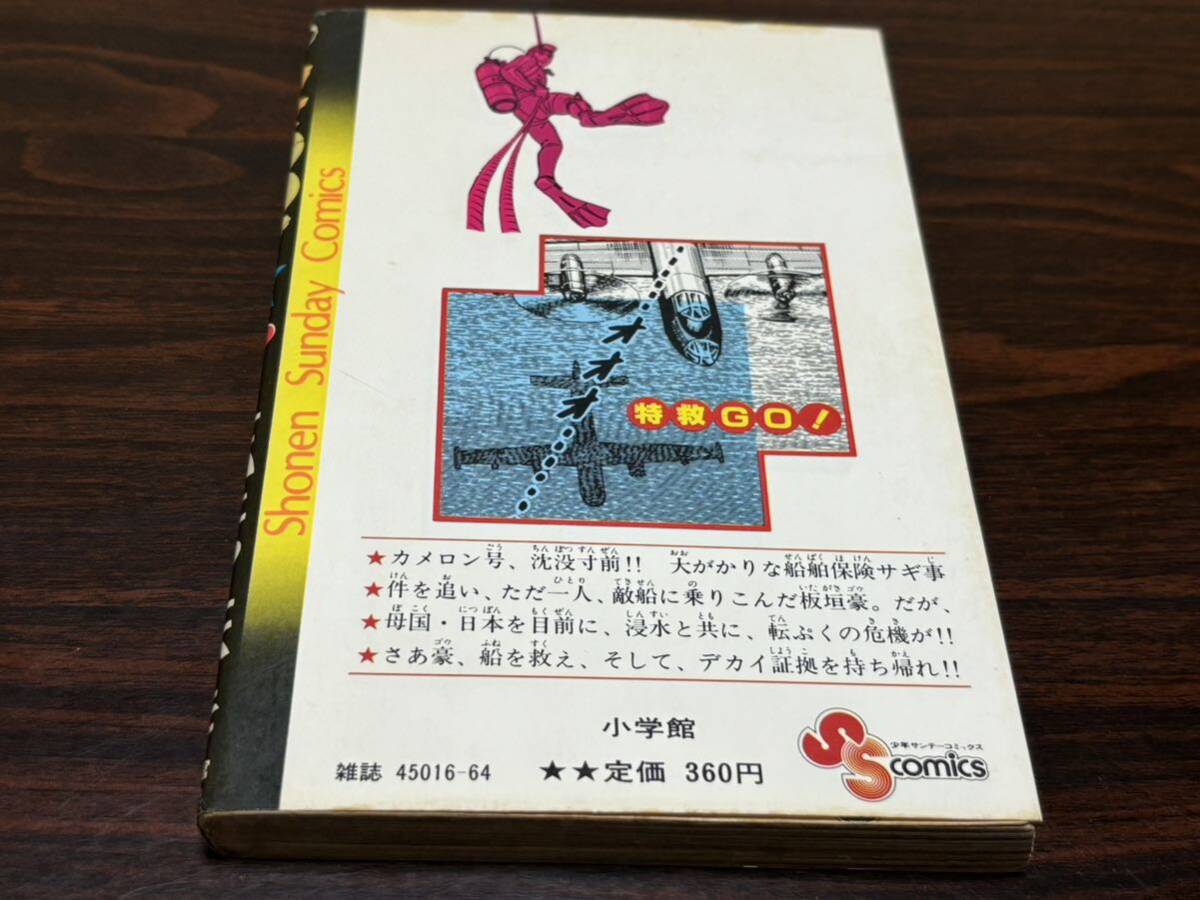 Shonen Sunday Comics
特救GO!
★カメロン号、沈没寸前!! 大がかりな船舶保険サギ事
★件を追い、ただ一人、敵船に乗りこんだ板垣豪。だが、
★母国・日本を目前に、浸水と共に、転ぷくの危機が!!
★さあ豪、船を救え、そして、デカイ証拠を持ち帰れ!!
小学館
少年サンデーコミックス
SS comics
雑誌 45016-64 ★★定価 360円